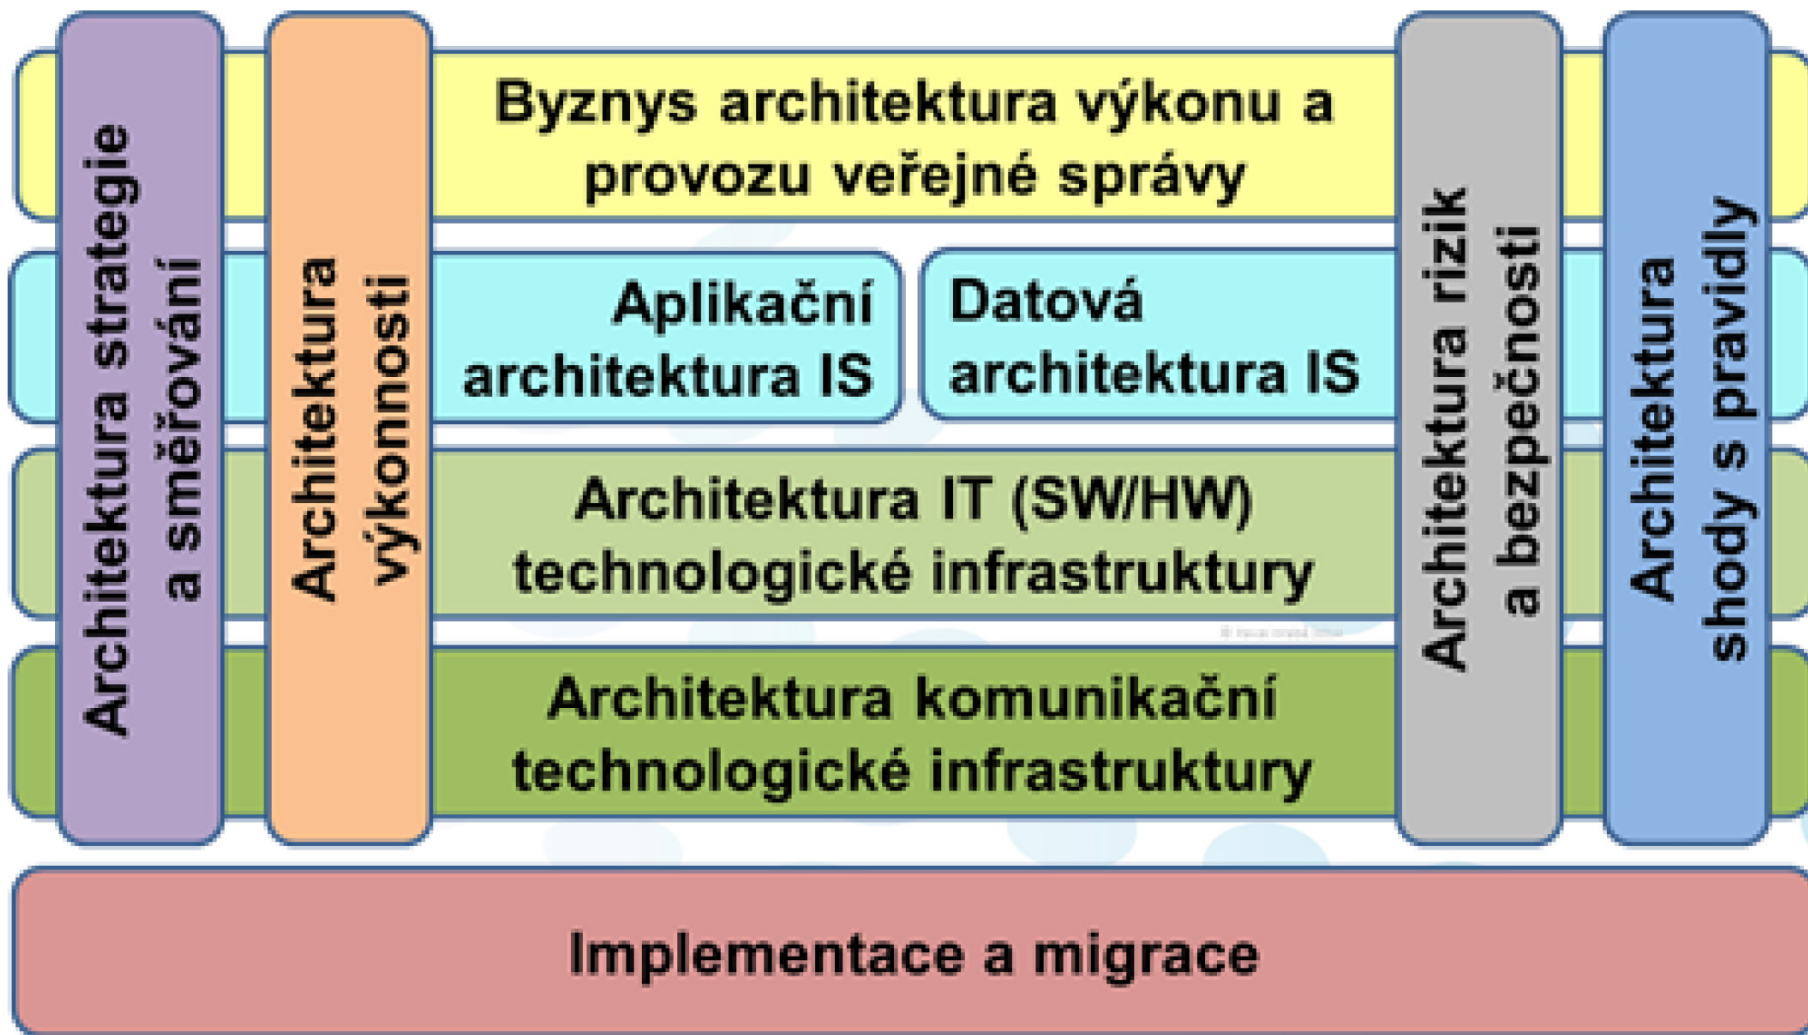 Architektura strategie
a směřování
Architektura
výkonnosti
Byznys architektura výkonu a
provozu veřejné správy
Aplikační
architektura IS
Datová
architektura IS
Architektura IT (SW/HW)
technologické infrastruktury
Architektura komunikační
technologické infrastruktury
Architektura rizik
a bezpečnosti
Architektura
shody s pravidly
Implementace a migrace